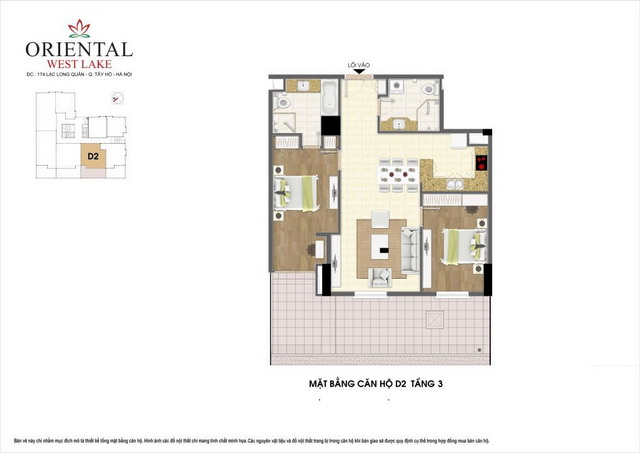 ORIENTAL
WEST LAKE
ĐC : 174 LẠC LONG QUÂN - Q. TÂY HỒ - HÀ NỘI
D2
LỐI VÀO
MẶT BẰNG CĂN HỘ D2 TẦNG 3
Bản vẽ này chỉ nhằm mục đích mô tả thiết kế tổng mặt bằng căn hộ. Hình ảnh các đồ nội thất chỉ mang tính chất minh họa. Các nguyên vật liệu và đồ nội thất trang bị trong căn hộ khi bàn giao sẽ được quy định cụ thể trong hợp đồng mua bán căn hộ.